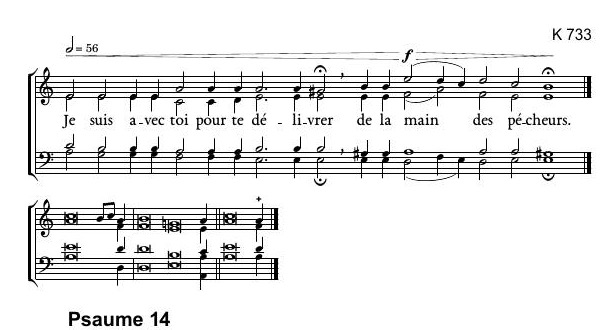 K 733
𝅗𝅥 = 56
f
Je suis a-vec toi pour te dé-li-vrer de la main des pé-cheurs.
Psaume 14